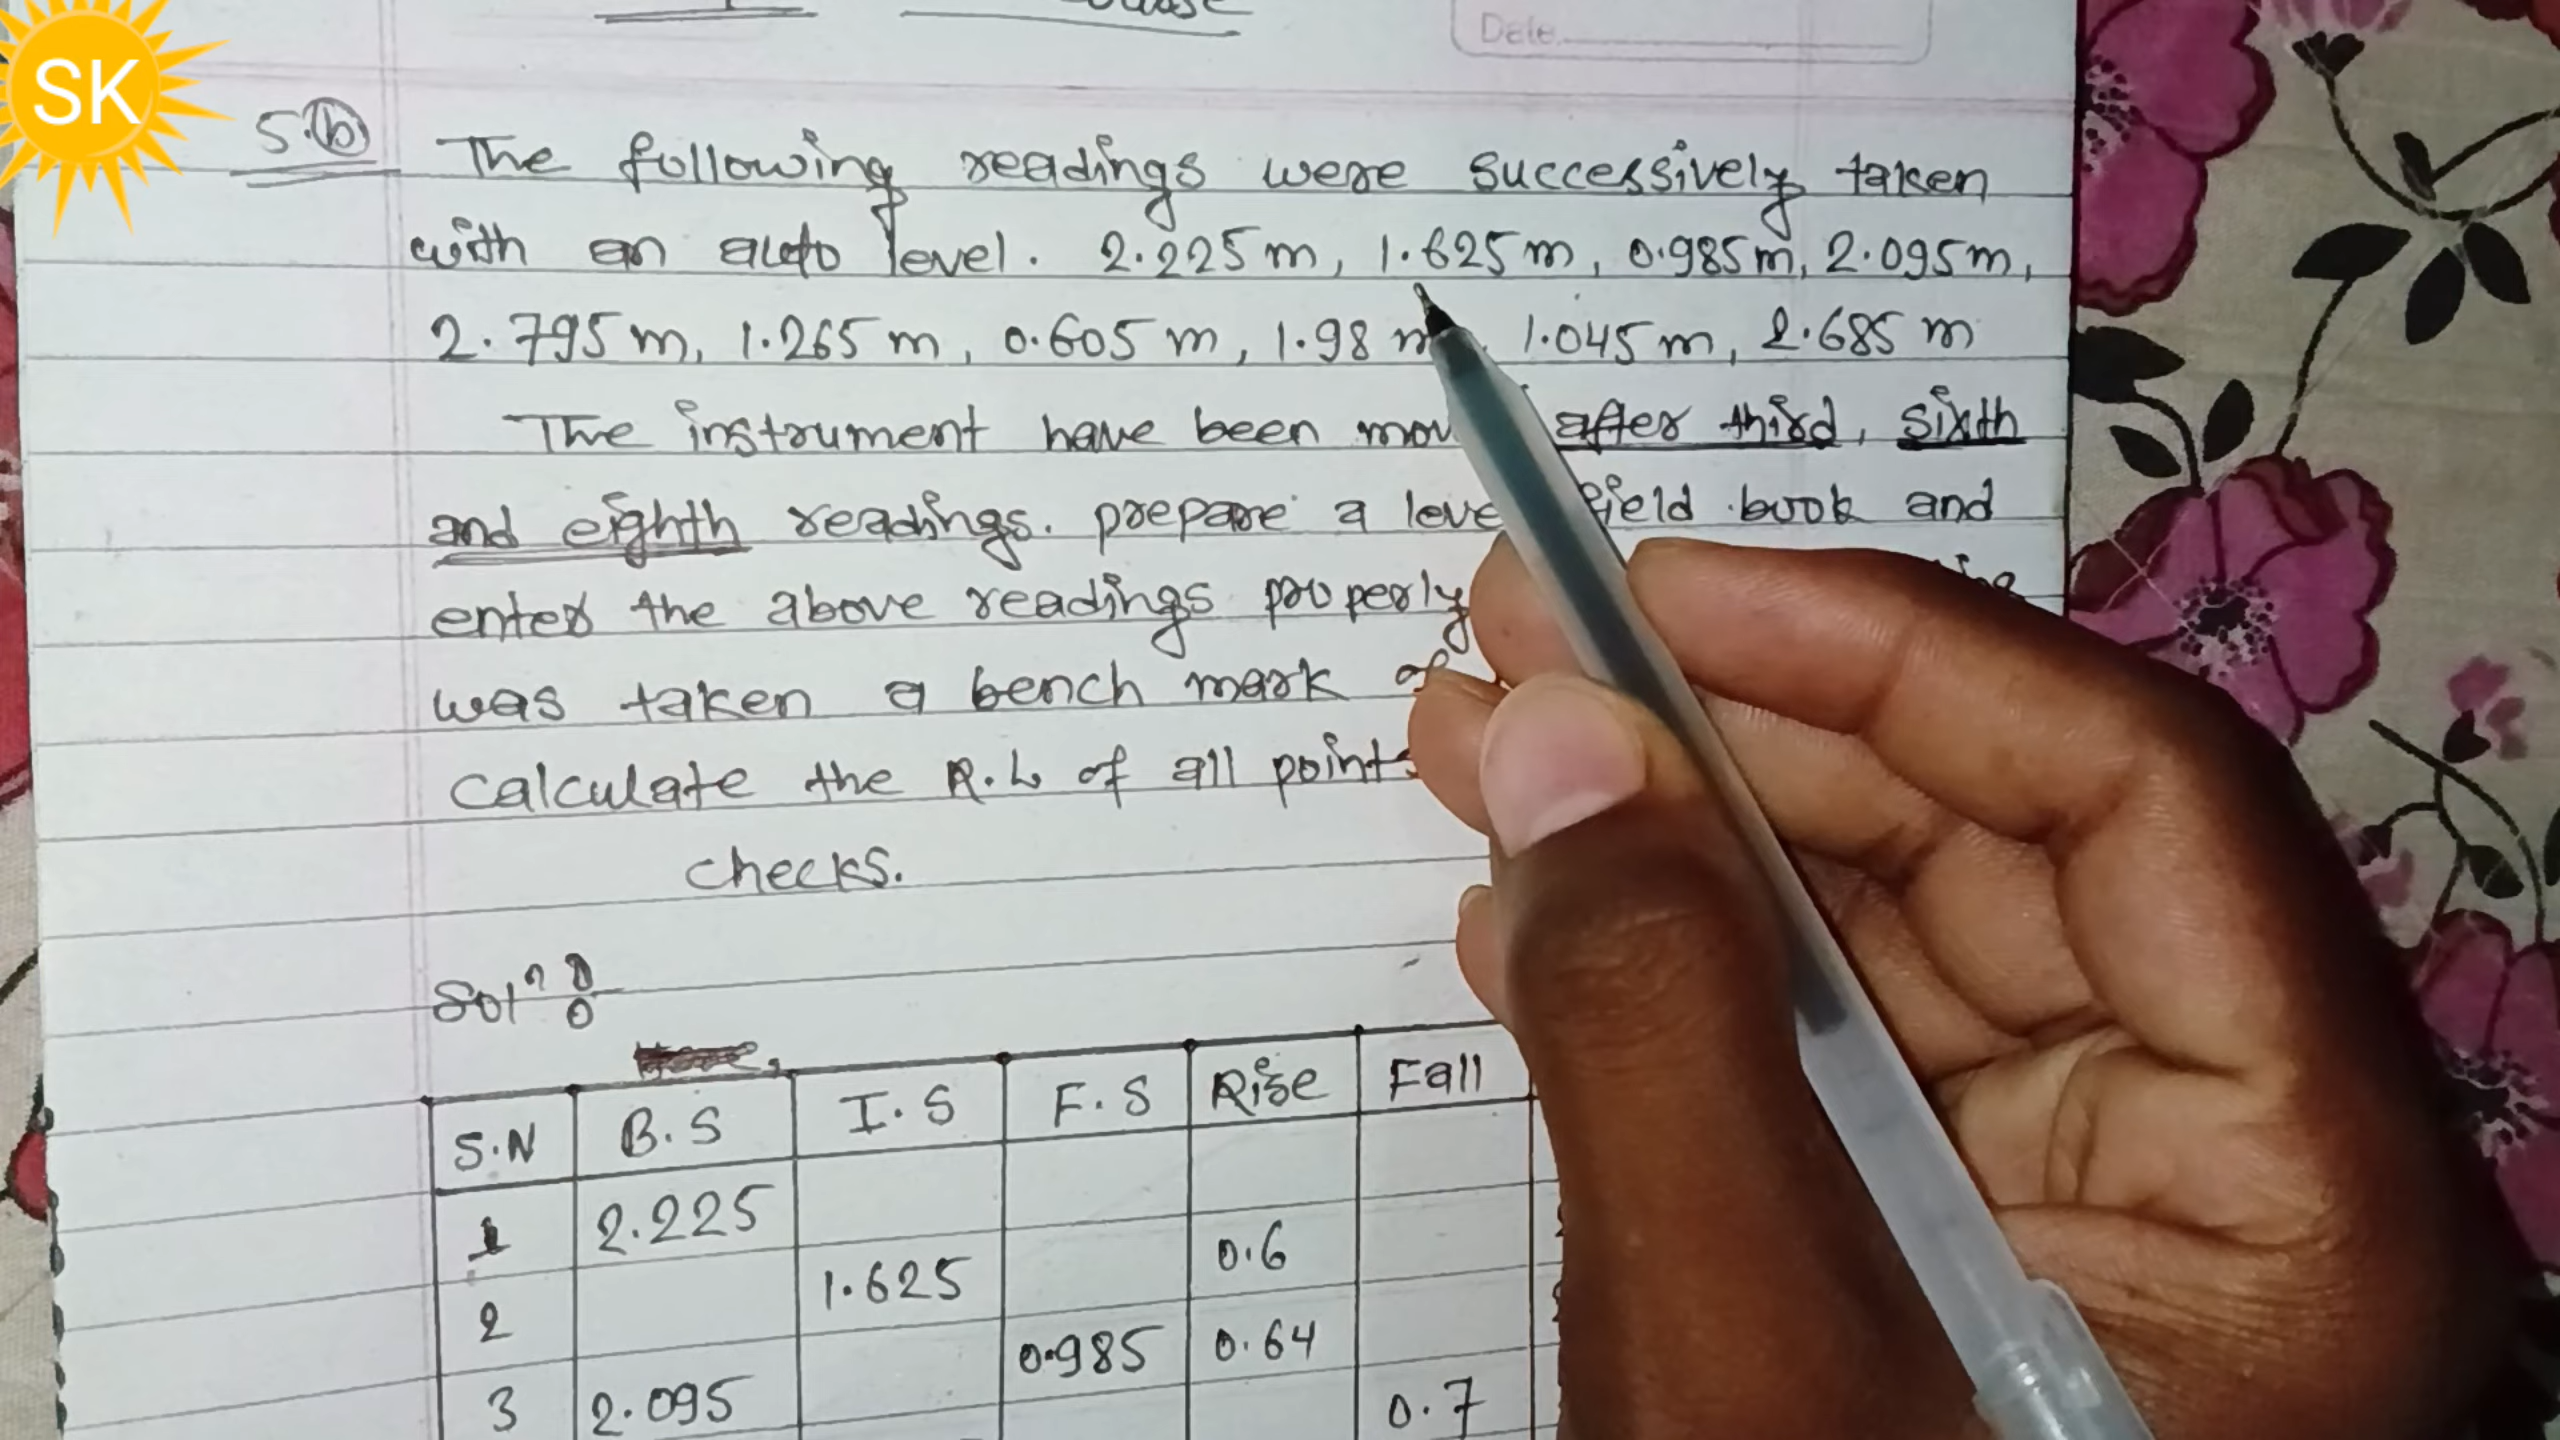 SK
Date
5.(b) The following readings were successively taken
with an auto level. 2.225 m, 1.625 m, 0.985 m, 2.095 m,
2.795 m, 1.265 m, 0.605 m, 1.98 m, 1.045 m, 2.685 m
The instrument have been mov after third, sixth
and eighth readings. prepare a leve field book and
enter the above readings properly
was taken a bench mark
calculate the R.L of all points
checks.
Soln:
S.N B.S I.S F.S Rise Fall
1 2.225
2 1.625 0.6
3 2.095 0.985 0.64
0.7